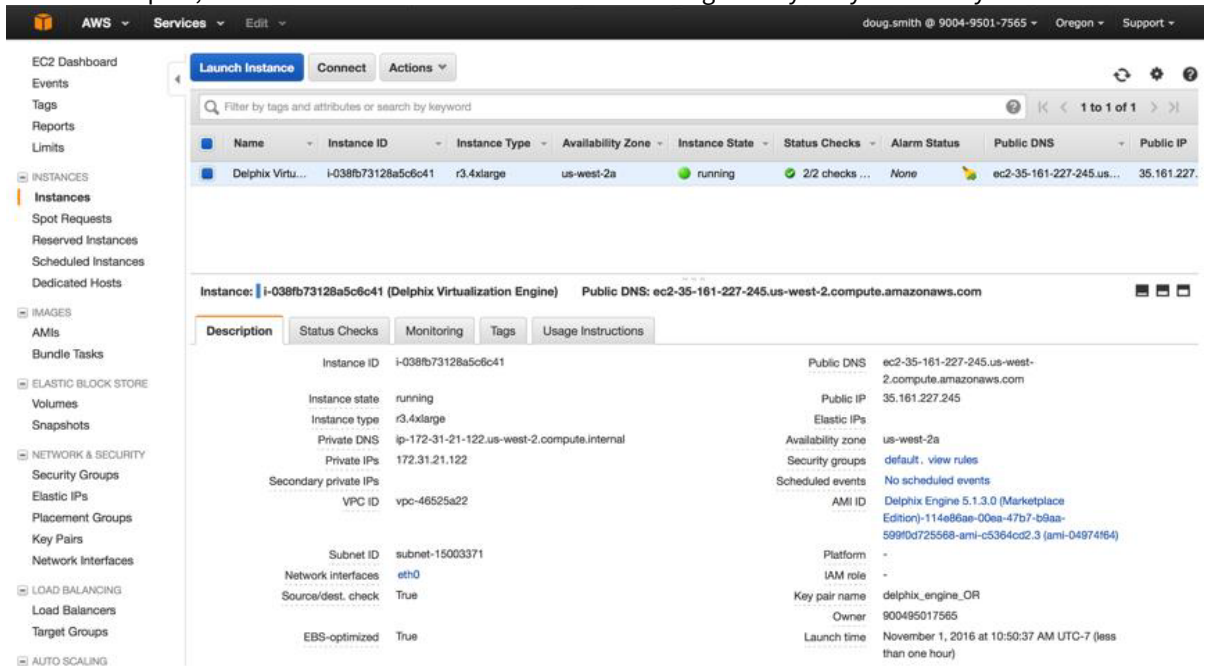 AWS Services Edit doug.smith @ 9004-9501-7565 Oregon Support
EC2 Dashboard
Events
Tags
Reports
Limits
INSTANCES
Instances
Spot Requests
Reserved Instances
Scheduled Instances
Dedicated Hosts
IMAGES
AMIs
Bundle Tasks
ELASTIC BLOCK STORE
Volumes
Snapshots
NETWORK & SECURITY
Security Groups
Elastic IPs
Placement Groups
Key Pairs
Network Interfaces
LOAD BALANCING
Load Balancers
Target Groups
AUTO SCALING
Launch Instance Connect Actions
Filter by tags and attributes or search by keyword 1 to 1 of 1
Name Instance ID Instance Type Availability Zone Instance State Status Checks Alarm Status Public DNS Public IP
Delphix Virtu... i-038fb73128a5c6c41 r3.4xlarge us-west-2a running 2/2 checks ... None ec2-35-161-227-245.us... 35.161.227.
Instance: i-038fb73128a5c6c41 (Delphix Virtualization Engine) Public DNS: ec2-35-161-227-245.us-west-2.compute.amazonaws.com
Description Status Checks Monitoring Tags Usage Instructions
Instance ID i-038fb73128a5c6c41
Instance state running
Instance type r3.4xlarge
Private DNS ip-172-31-21-122.us-west-2.compute.internal
Private IPs 172.31.21.122
Secondary private IPs
VPC ID vpc-46525a22
Subnet ID subnet-15003371
Network interfaces eth0
Source/dest. check True
EBS-optimized True
Public DNS ec2-35-161-227-245.us-west-
2.compute.amazonaws.com
Public IP 35.161.227.245
Elastic IPs
Availability zone us-west-2a
Security groups default. view rules
Scheduled events No scheduled events
AMI ID Delphix Engine 5.1.3.0 (Marketplace
Edition)-114e86ae-00ea-47b7-b9aa-
599f0d725568-ami-c5364cd2.3 (ami-04974f64)
Platform -
IAM role -
Key pair name delphix_engine_OR
Owner 900495017565
Launch time November 1, 2016 at 10:50:37 AM UTC-7 (less
than one hour)